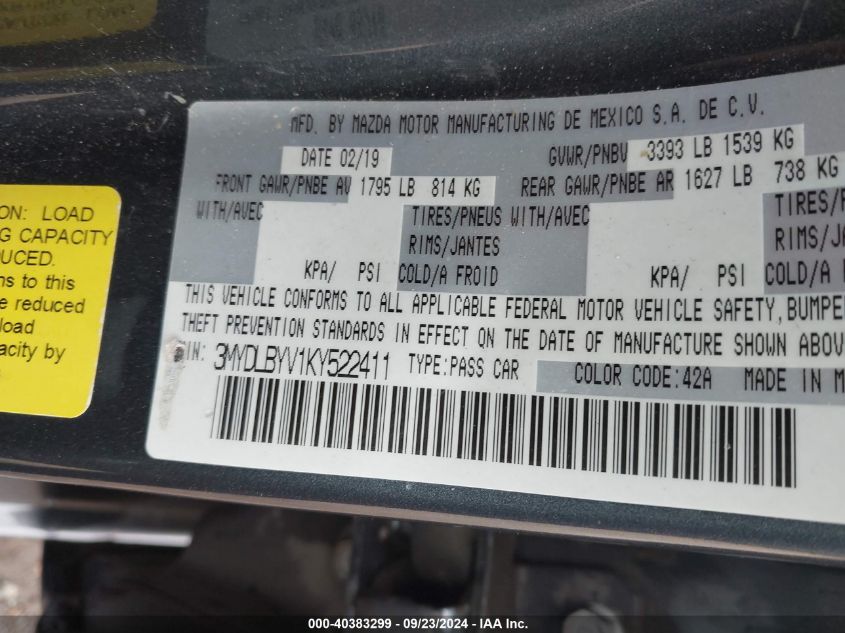 MFD. BY MAZDA MOTOR MANUFACTURING DE MEXICO S.A. DE C.V.
DATE 02/19 GVWR/PNBV 3393 LB 1539 KG
FRONT GAWR/PNBE AV 1795 LB 814 KG REAR GAWR/PNBE AR 1627 LB 738 KG
WITH/AVEC TIRES/PNEUS WITH/AVEC TIRES/P
RIMS/JANTES RIMS/JA
KPA/ PSI COLD/A FROID KPA/ PSI COLD/A F
THIS VEHICLE CONFORMS TO ALL APPLICABLE FEDERAL MOTOR VEHICLE SAFETY, BUMPE
THEFT PREVENTION STANDARDS IN EFFECT ON THE DATE OF MANUFACTURE SHOWN ABOV
IN: 3MYDLBYV1KY522411 TYPE:PASS CAR COLOR CODE:42A MADE IN M
ON: LOAD
G CAPACITY
DUCED.
ns to this
e reduced
load
acity by
000-40383299 - 09/23/2024 - IAA Inc.